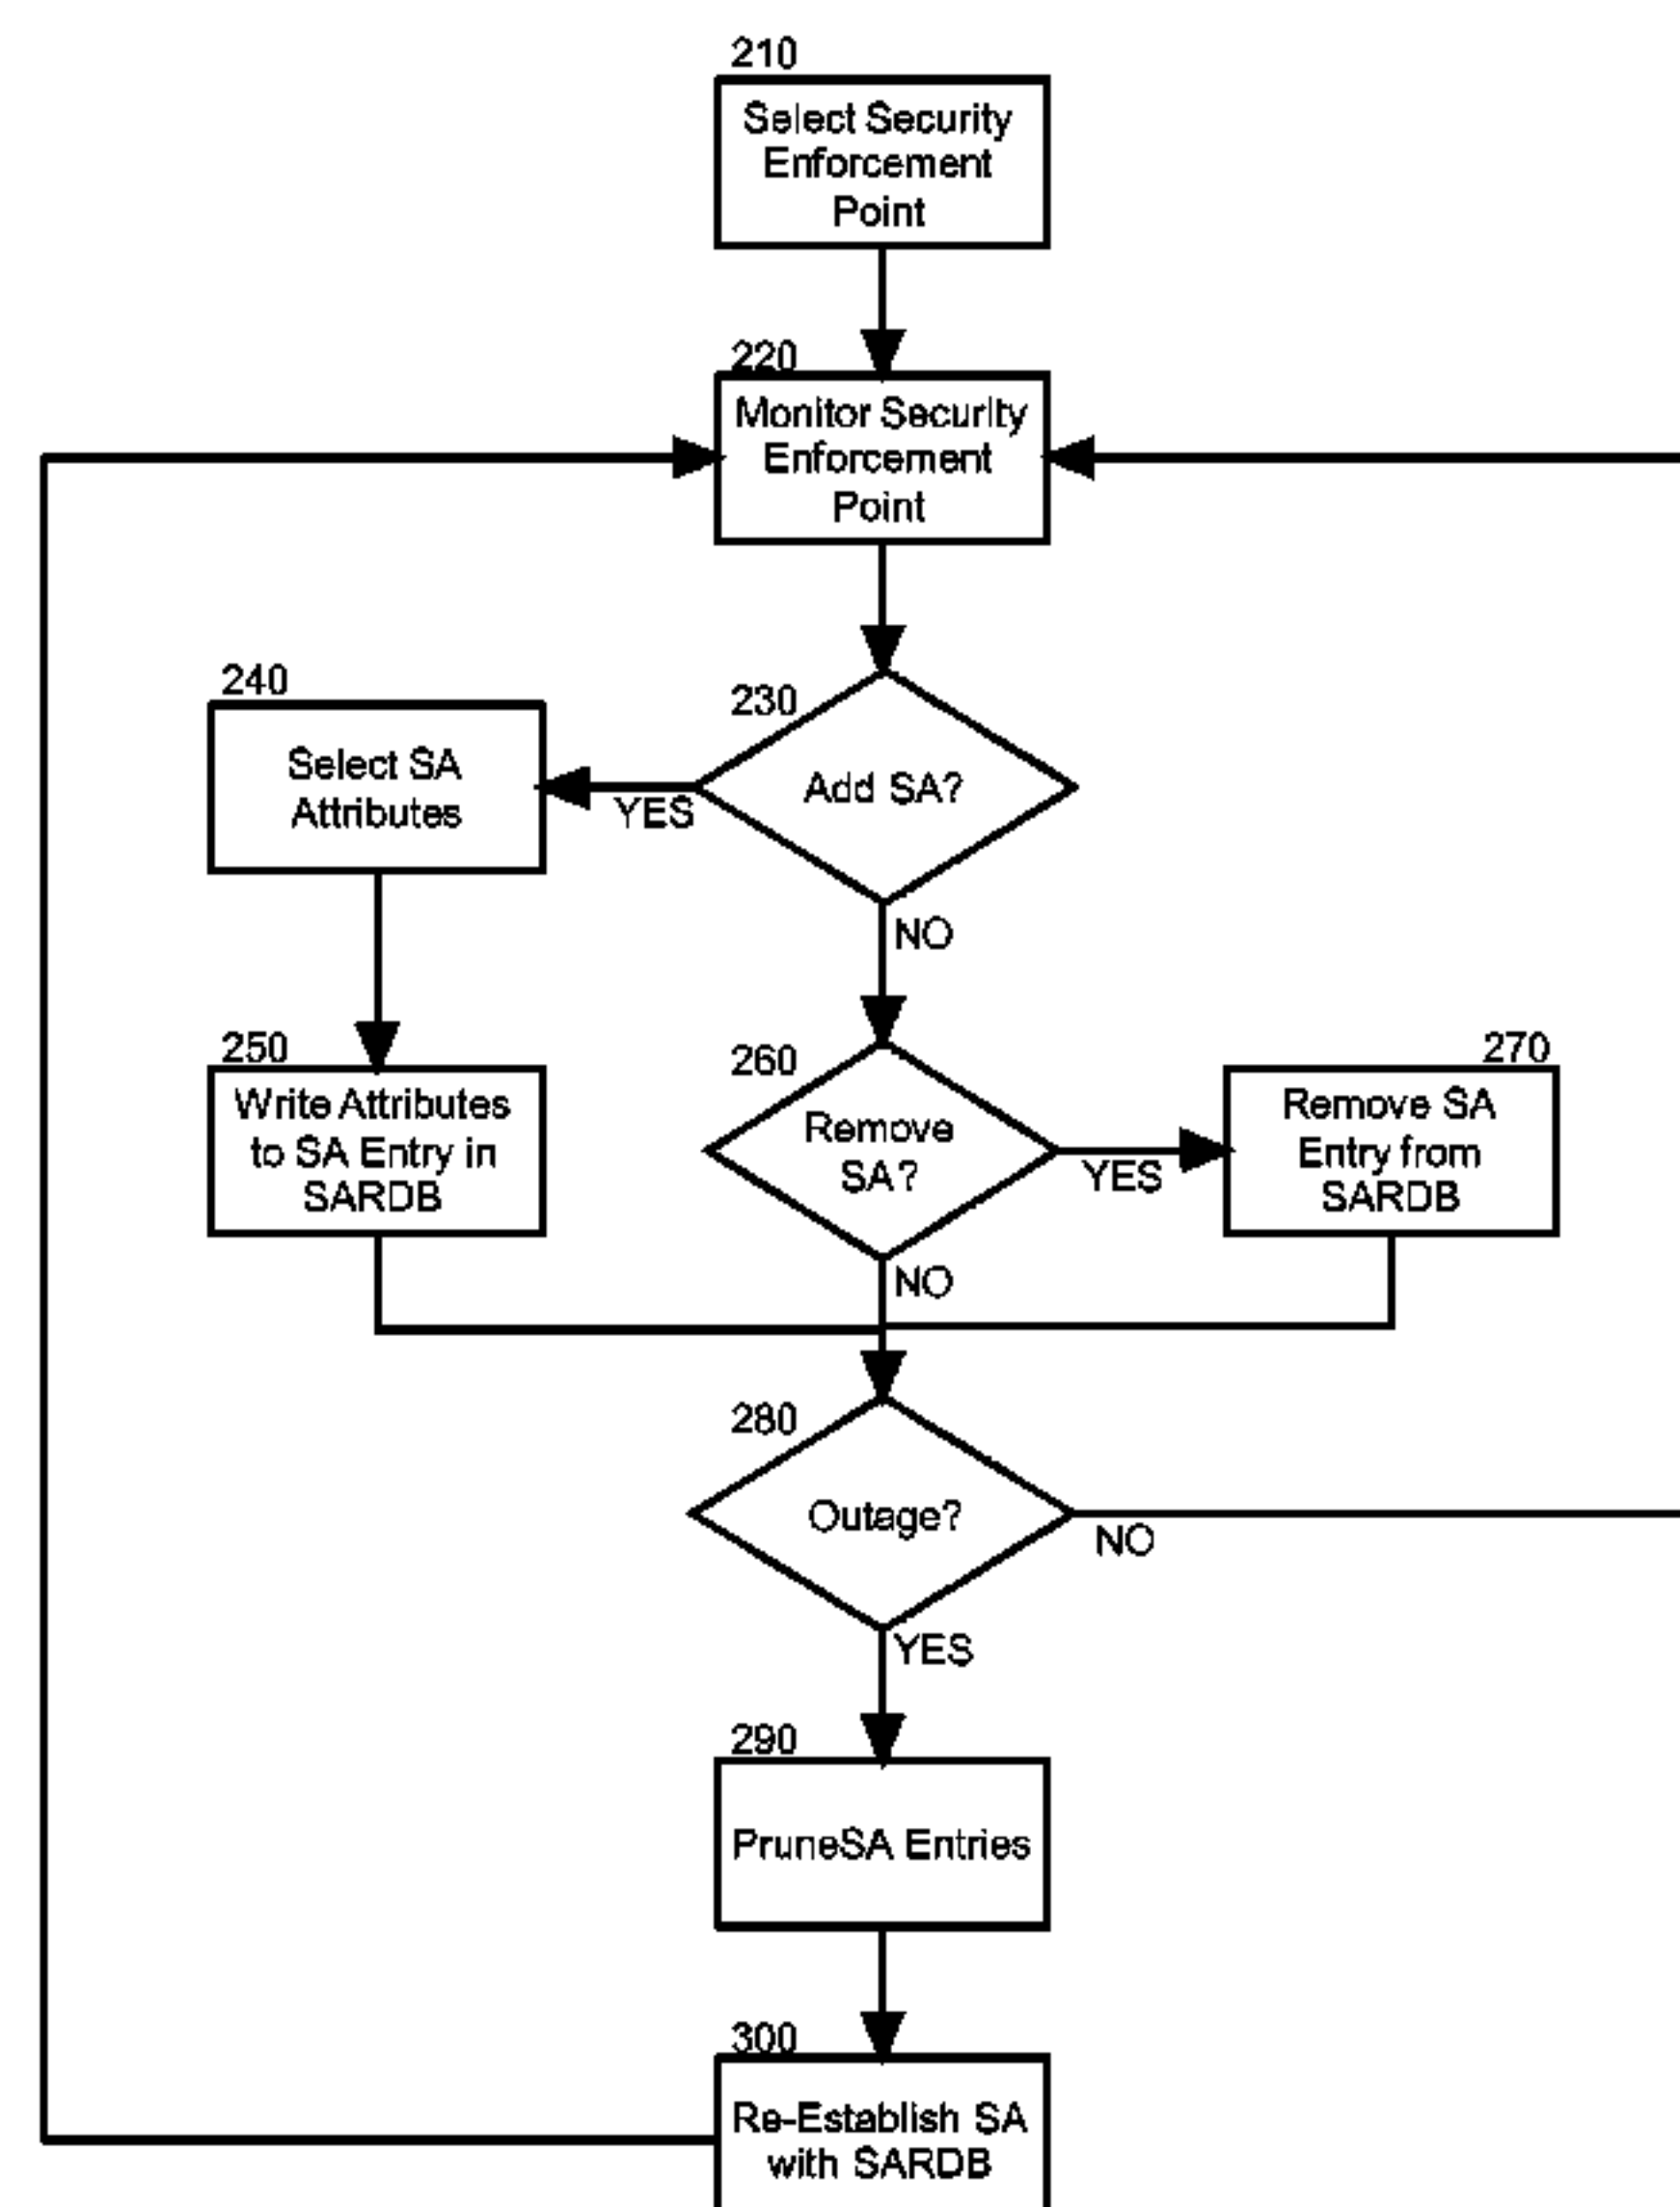 210
Select Security
Enforcement
Point
220
Monitor Security
Enforcement
Point
240
Select SA
Attributes
230
Add SA?
YES
NO
250
Write Attributes
to SA Entry in
SARDB
260
Remove
SA?
YES
NO
270
Remove SA
Entry from
SARDB
280
Outage?
NO
YES
290
PruneSA Entries
300
Re-Establish SA
with SARDB